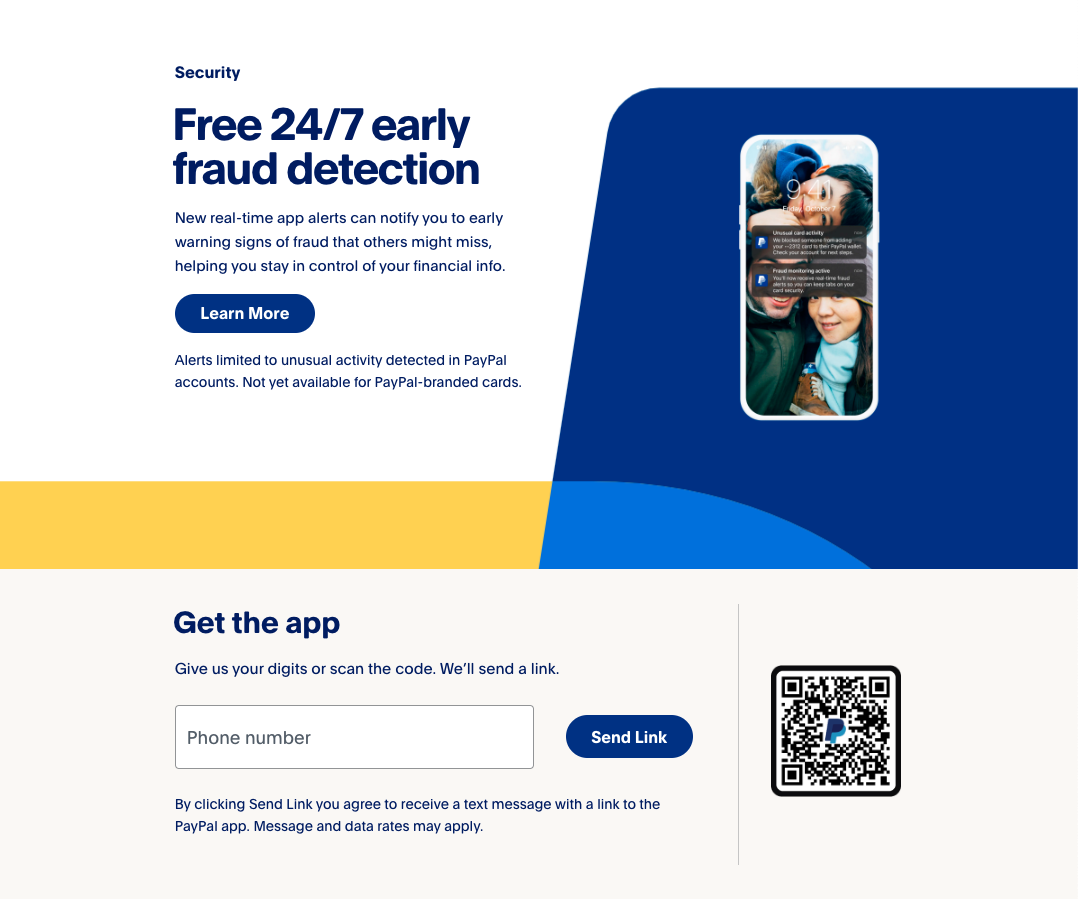 Security
Free 24/7 early
fraud detection
New real-time app alerts can notify you to early
warning signs of fraud that others might miss,
helping you stay in control of your financial info.
Learn More
Alerts limited to unusual activity detected in PayPal
accounts. Not yet available for PayPal-branded cards.
9:41
Friday, October 7
Unusual card activity
now
We blocked someone from adding
your
card to their PayPal wallet.
Check your account for next steps.
Fraud monitoring active
now
You'll now receive real-time fraud
alerts so you can keep tabs on your
card security.
Get the app
Give us your digits or scan the code. We’ll send a link.
Phone number
Send Link
By clicking Send Link you agree to receive a text message with a link to the
PayPal app. Message and data rates may apply.